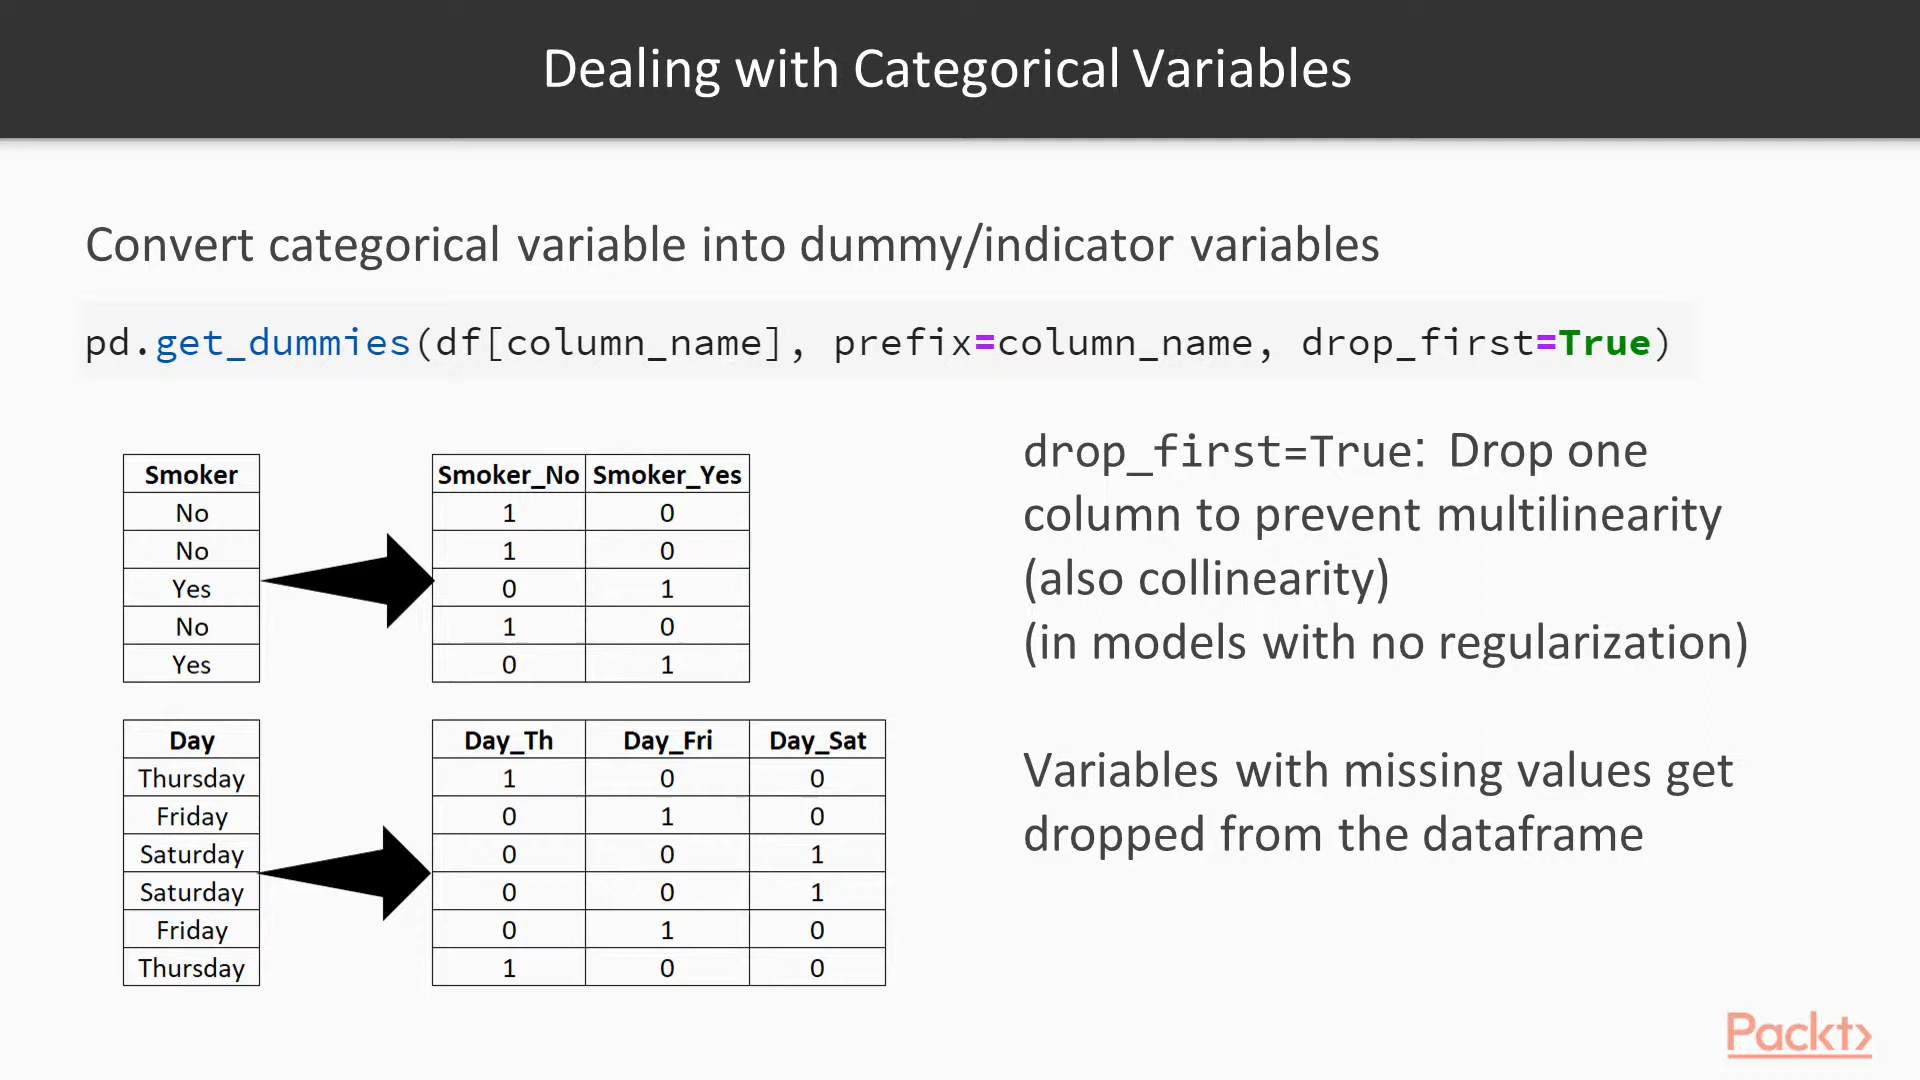 Dealing with Categorical Variables
Convert categorical variable into dummy/indicator variables
pd.get_dummies(df[column_name], prefix=column_name, drop_first=True)
Smoker
No
No
Yes
No
Yes
Smoker_No Smoker_Yes
1 0
1 0
0 1
1 0
0 1
drop_first=True: Drop one
column to prevent multilinearity
(also collinearity)
(in models with no regularization)
Variables with missing values get
dropped from the dataframe
Day
Thursday
Friday
Saturday
Saturday
Friday
Thursday
Day_Th Day_Fri Day_Sat
1 0 0
0 1 0
0 0 1
0 0 1
0 1 0
1 0 0
Packt>